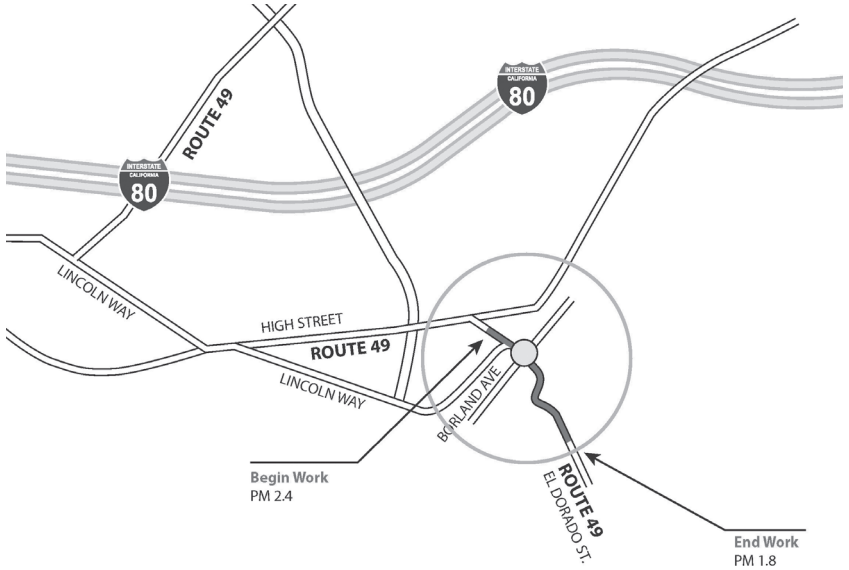 INTERSTATE
CALIFORNIA
80
ROUTE 49
INTERSTATE
CALIFORNIA
80
LINCOLN WAY
HIGH STREET
ROUTE 49
LINCOLN WAY
BORLAND AVE
Begin Work
PM 2.4
ROUTE 49
EL DORADO ST.
End Work
PM 1.8